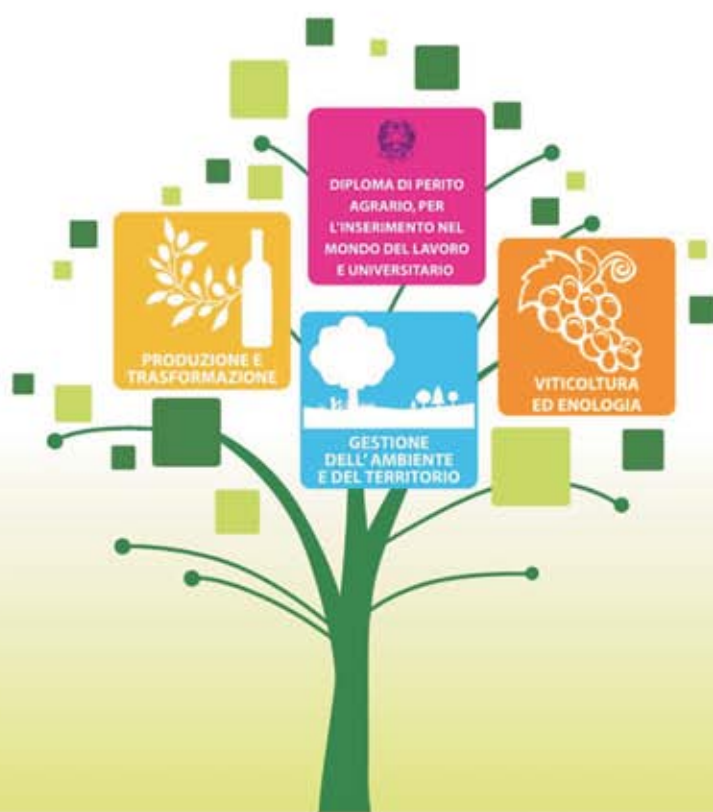 DIPLOMA DI PERITO
AGRARIO, PER
L'INSERIMENTO NEL
MONDO DEL LAVORO
E UNIVERSITARIO
PRODUZIONE E
TRASFORMAZIONE
GESTIONE
DELL'AMBIENTE
E DEL TERRITORIO
VITICOLTURA
ED ENOLOGIA